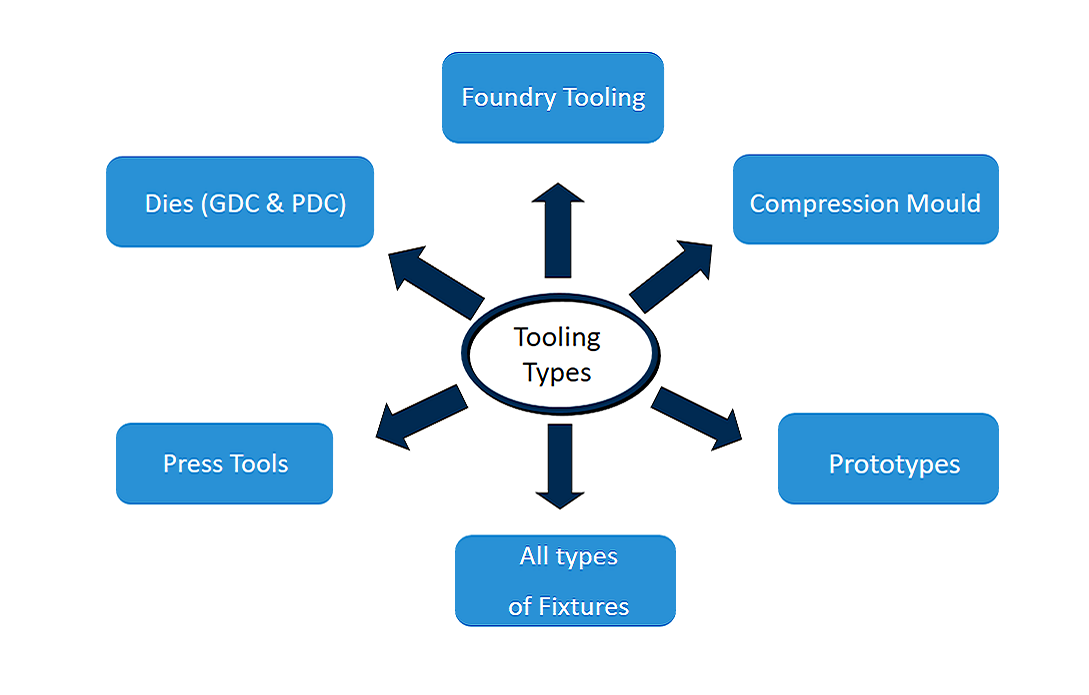 Foundry Tooling
Dies (GDC & PDC)
Compression Mould
Tooling
Types
Press Tools
Prototypes
All types
of Fixtures